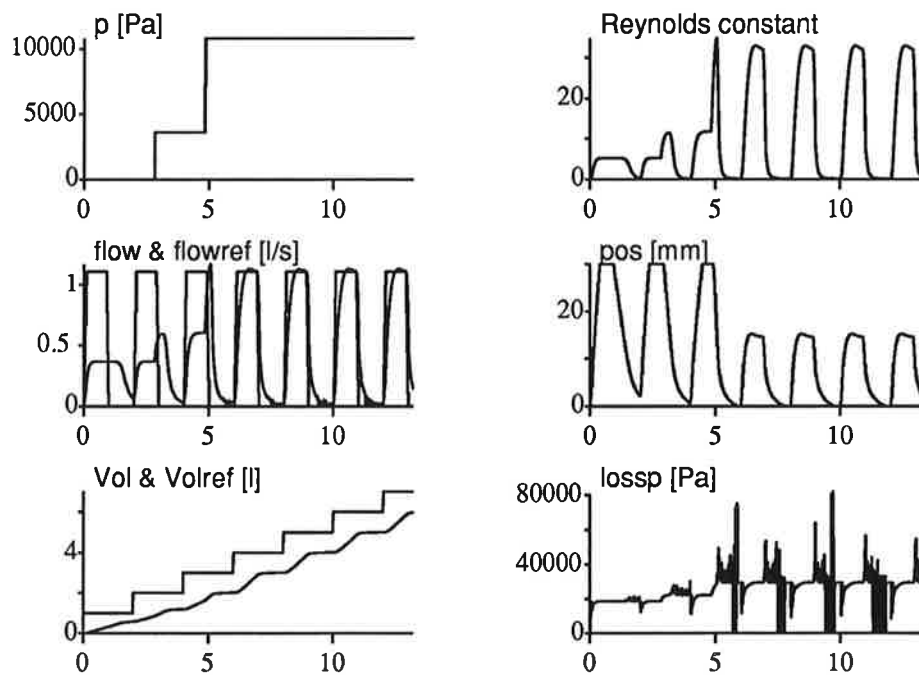 p [Pa]
10000
5000
0
0 5 10
Reynolds constant
20
0
0 5 10
flow & flowref [l/s]
1
0.5
0
0 5 10
pos [mm]
20
0
0 5 10
Vol & Volref [l]
4
0
0 5 10
lossp [Pa]
80000
40000
0
0 5 10